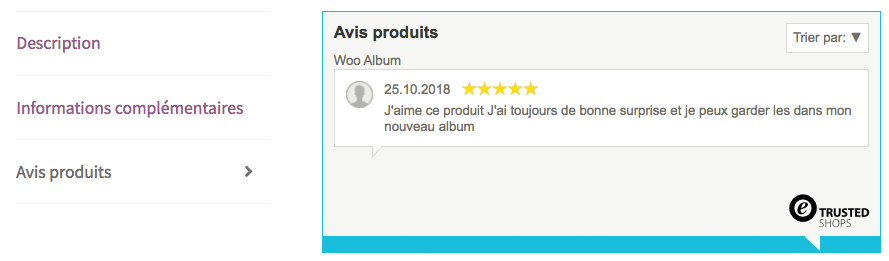 Description
Informations complémentaires
Avis produits
Avis produits
Trier par: ▼
Woo Album
25.10.2018 ★★★★★
J'aime ce produit J'ai toujours de bonne surprise et je peux garder les dans mon
nouveau album
e TRUSTED
SHOPS